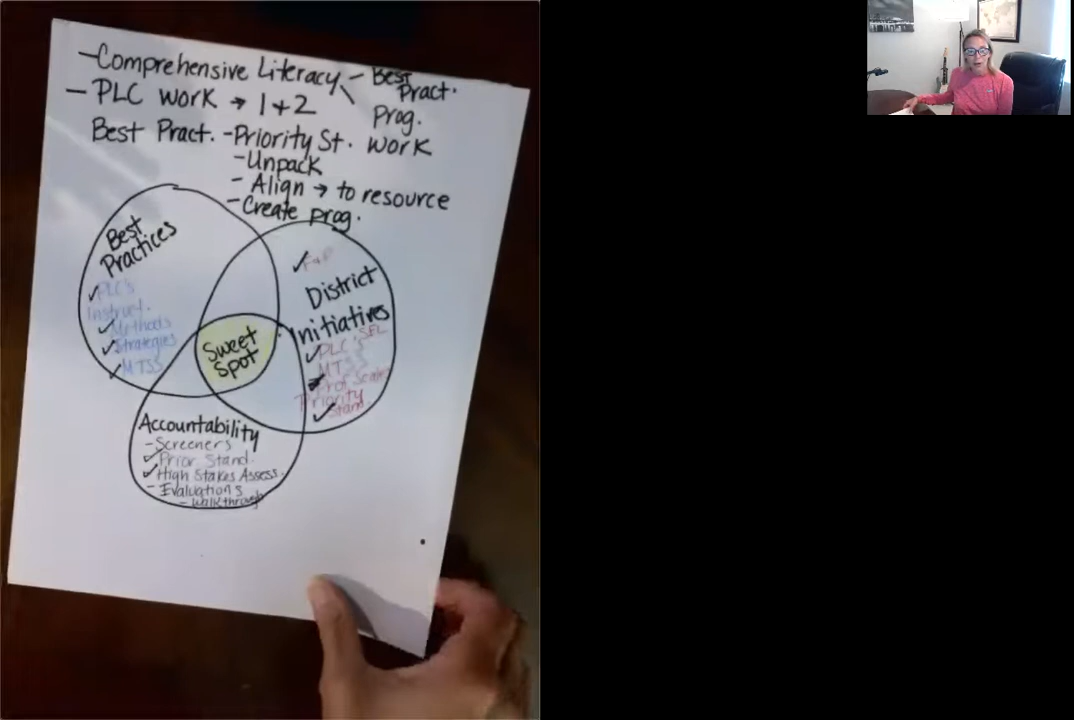 -Comprehensive Literacy - Best Pract.
\ Prog.
- PLC work → 1 + 2
Best Pract. - Priority St. work
- Unpack
- Align → to resource
- Create prog.
Best
Practices
✓ PLC's
Instruct.
✓ Methods
✓ Strategies
✓ MTSS
✓ F&P
District
Initiatives
SEL
✓ PLC's
MTSS
Prof Scales
Priority
✓ Stand.
Sweet
Spot
Accountability
- Screeners
✓ Prior. Stand.
✓ High Stakes Assess.
- Evaluations
- Walkthrough